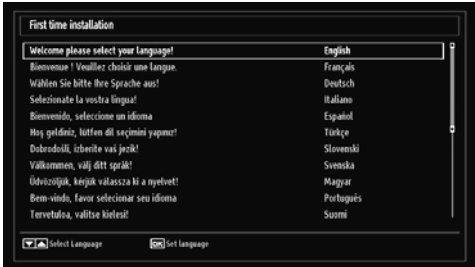 First time installation
Welcome please select your language! English
Bienvenue ! Veuillez choisir une langue. Français
Wählen Sie bitte Ihre Sprache aus! Deutsch
Selezionate la vostra lingua! Italiano
Bienvenido, seleccione un idioma Español
Hoş geldiniz, lütfen dil seçimini yapınız! Türkçe
Dobrodošli, izberite vaš jezik! Slovenski
Välkommen, välj ditt språk! Svenska
Üdvözöljük, kérjük válassza ki a nyelvet! Magyar
Bem-vindo, favor selecionar seu idioma Português
Tervetuloa, valitse kielesi! Suomi
Select Language OK Set language